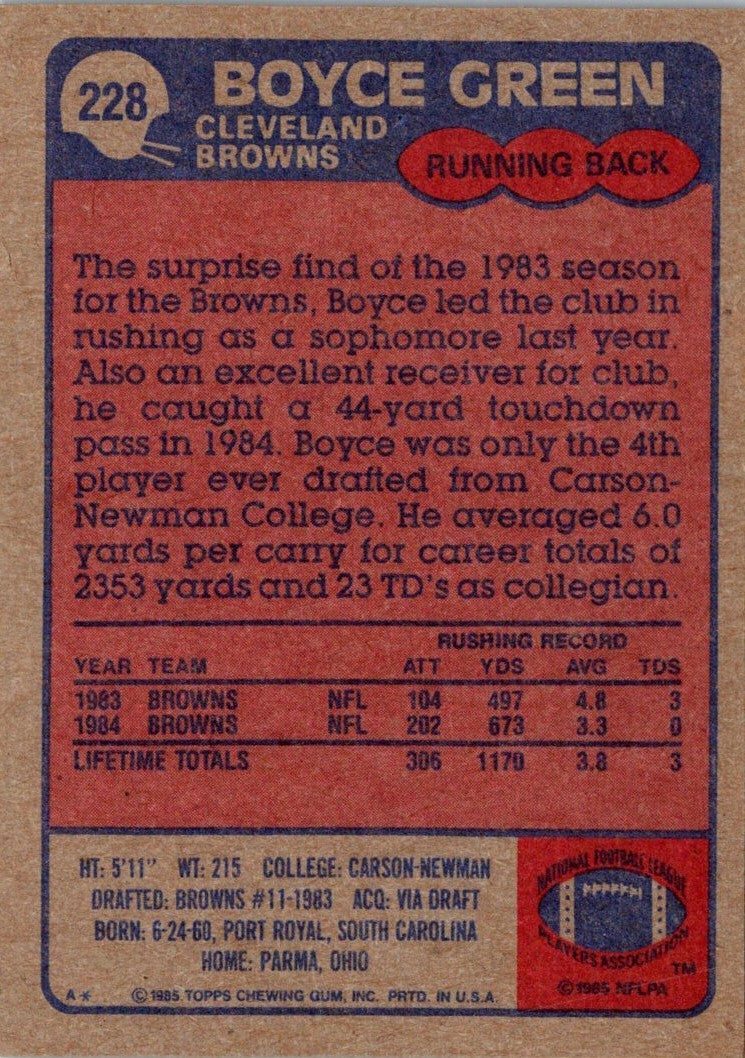 228
BOYCE GREEN
CLEVELAND
BROWNS
RUNNING BACK
The surprise find of the 1983 season
for the Browns, Boyce led the club in
rushing as a sophomore last year.
Also an excellent receiver for club,
he caught a 44-yard touchdown
pass in 1984. Boyce was only the 4th
player ever drafted from Carson-
Newman College. He averaged 6.0
yards per carry for career totals of
2353 yards and 23 TD's as collegian.
RUSHING RECORD
YEAR TEAM ATT YDS AVG TDS
1983 BROWNS NFL 104 497 4.8 3
1984 BROWNS NFL 202 673 3.3 0
LIFETIME TOTALS 306 1170 3.8 3
HT: 5'11" WT: 215 COLLEGE: CARSON-NEWMAN
DRAFTED: BROWNS #11-1983 ACQ: VIA DRAFT
BORN: 6-24-60, PORT ROYAL, SOUTH CAROLINA
HOME: PARMA, OHIO
A* © 1985 TOPPS CHEWING GUM, INC. PRTD. IN U.S.A.
NATIONAL FOOTBALL LEAGUE
PLAYERS ASSOCIATION
TM
© 1985 NFLPA